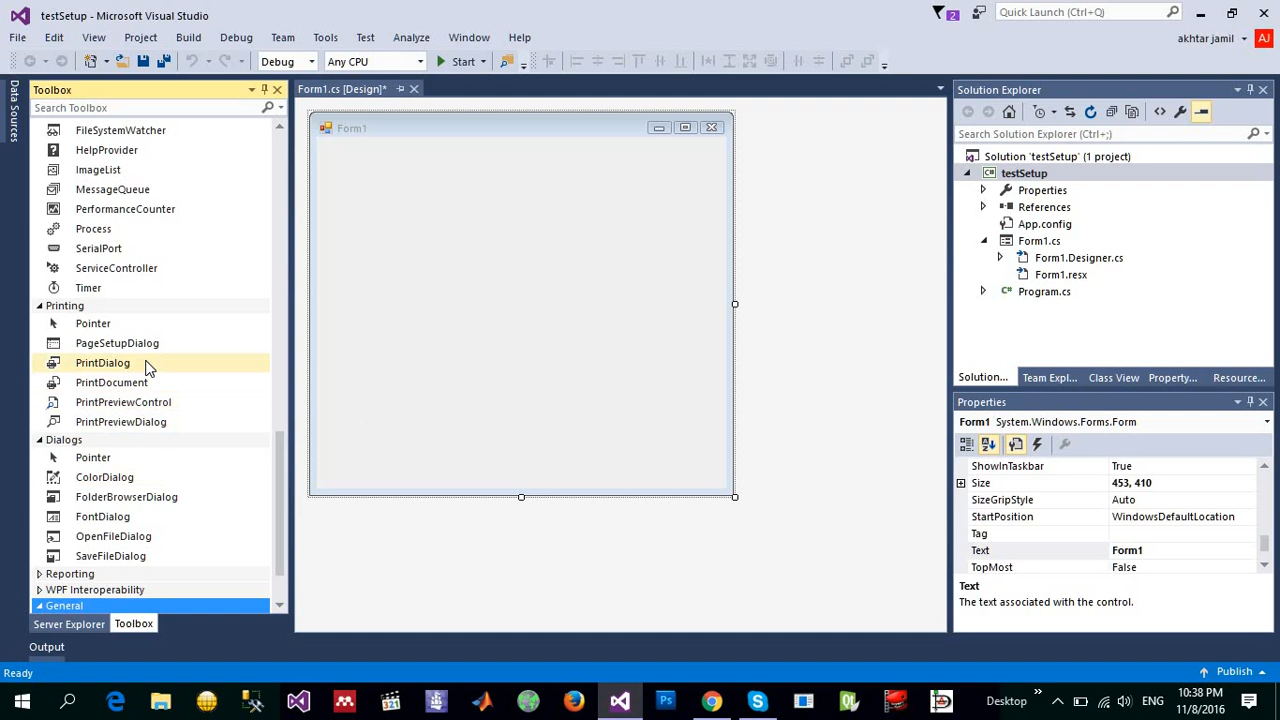 testSetup - Microsoft Visual Studio
2
Quick Launch (Ctrl+Q)
File Edit View Project Build Debug Team Tools Test Analyze Window Help
akhtar jamil AJ
Debug Any CPU Start
Data Sources
Toolbox
Search Toolbox
FileSystemWatcher
HelpProvider
ImageList
MessageQueue
PerformanceCounter
Process
SerialPort
ServiceController
Timer
Printing
Pointer
PageSetupDialog
PrintDialog
PrintDocument
PrintPreviewControl
PrintPreviewDialog
Dialogs
Pointer
ColorDialog
FolderBrowserDialog
FontDialog
OpenFileDialog
SaveFileDialog
Reporting
WPF Interoperability
General
Server Explorer Toolbox
Form1.cs [Design]*
Form1
Solution Explorer
Search Solution Explorer (Ctrl+;)
Solution 'testSetup' (1 project)
C# testSetup
Properties
References
App.config
Form1.cs
Form1.Designer.cs
Form1.resx
C# Program.cs
Solution... Team Expl... Class View Property... Resource...
Properties
Form1 System.Windows.Forms.Form
ShowInTaskbar True
Size 453, 410
SizeGripStyle Auto
StartPosition WindowsDefaultLocation
Tag
Text Form1
TopMost False
Text
The text associated with the control.
Output
Ready
Publish
321
Ps
Qt
Desktop
ENG
10:38 PM
11/8/2016